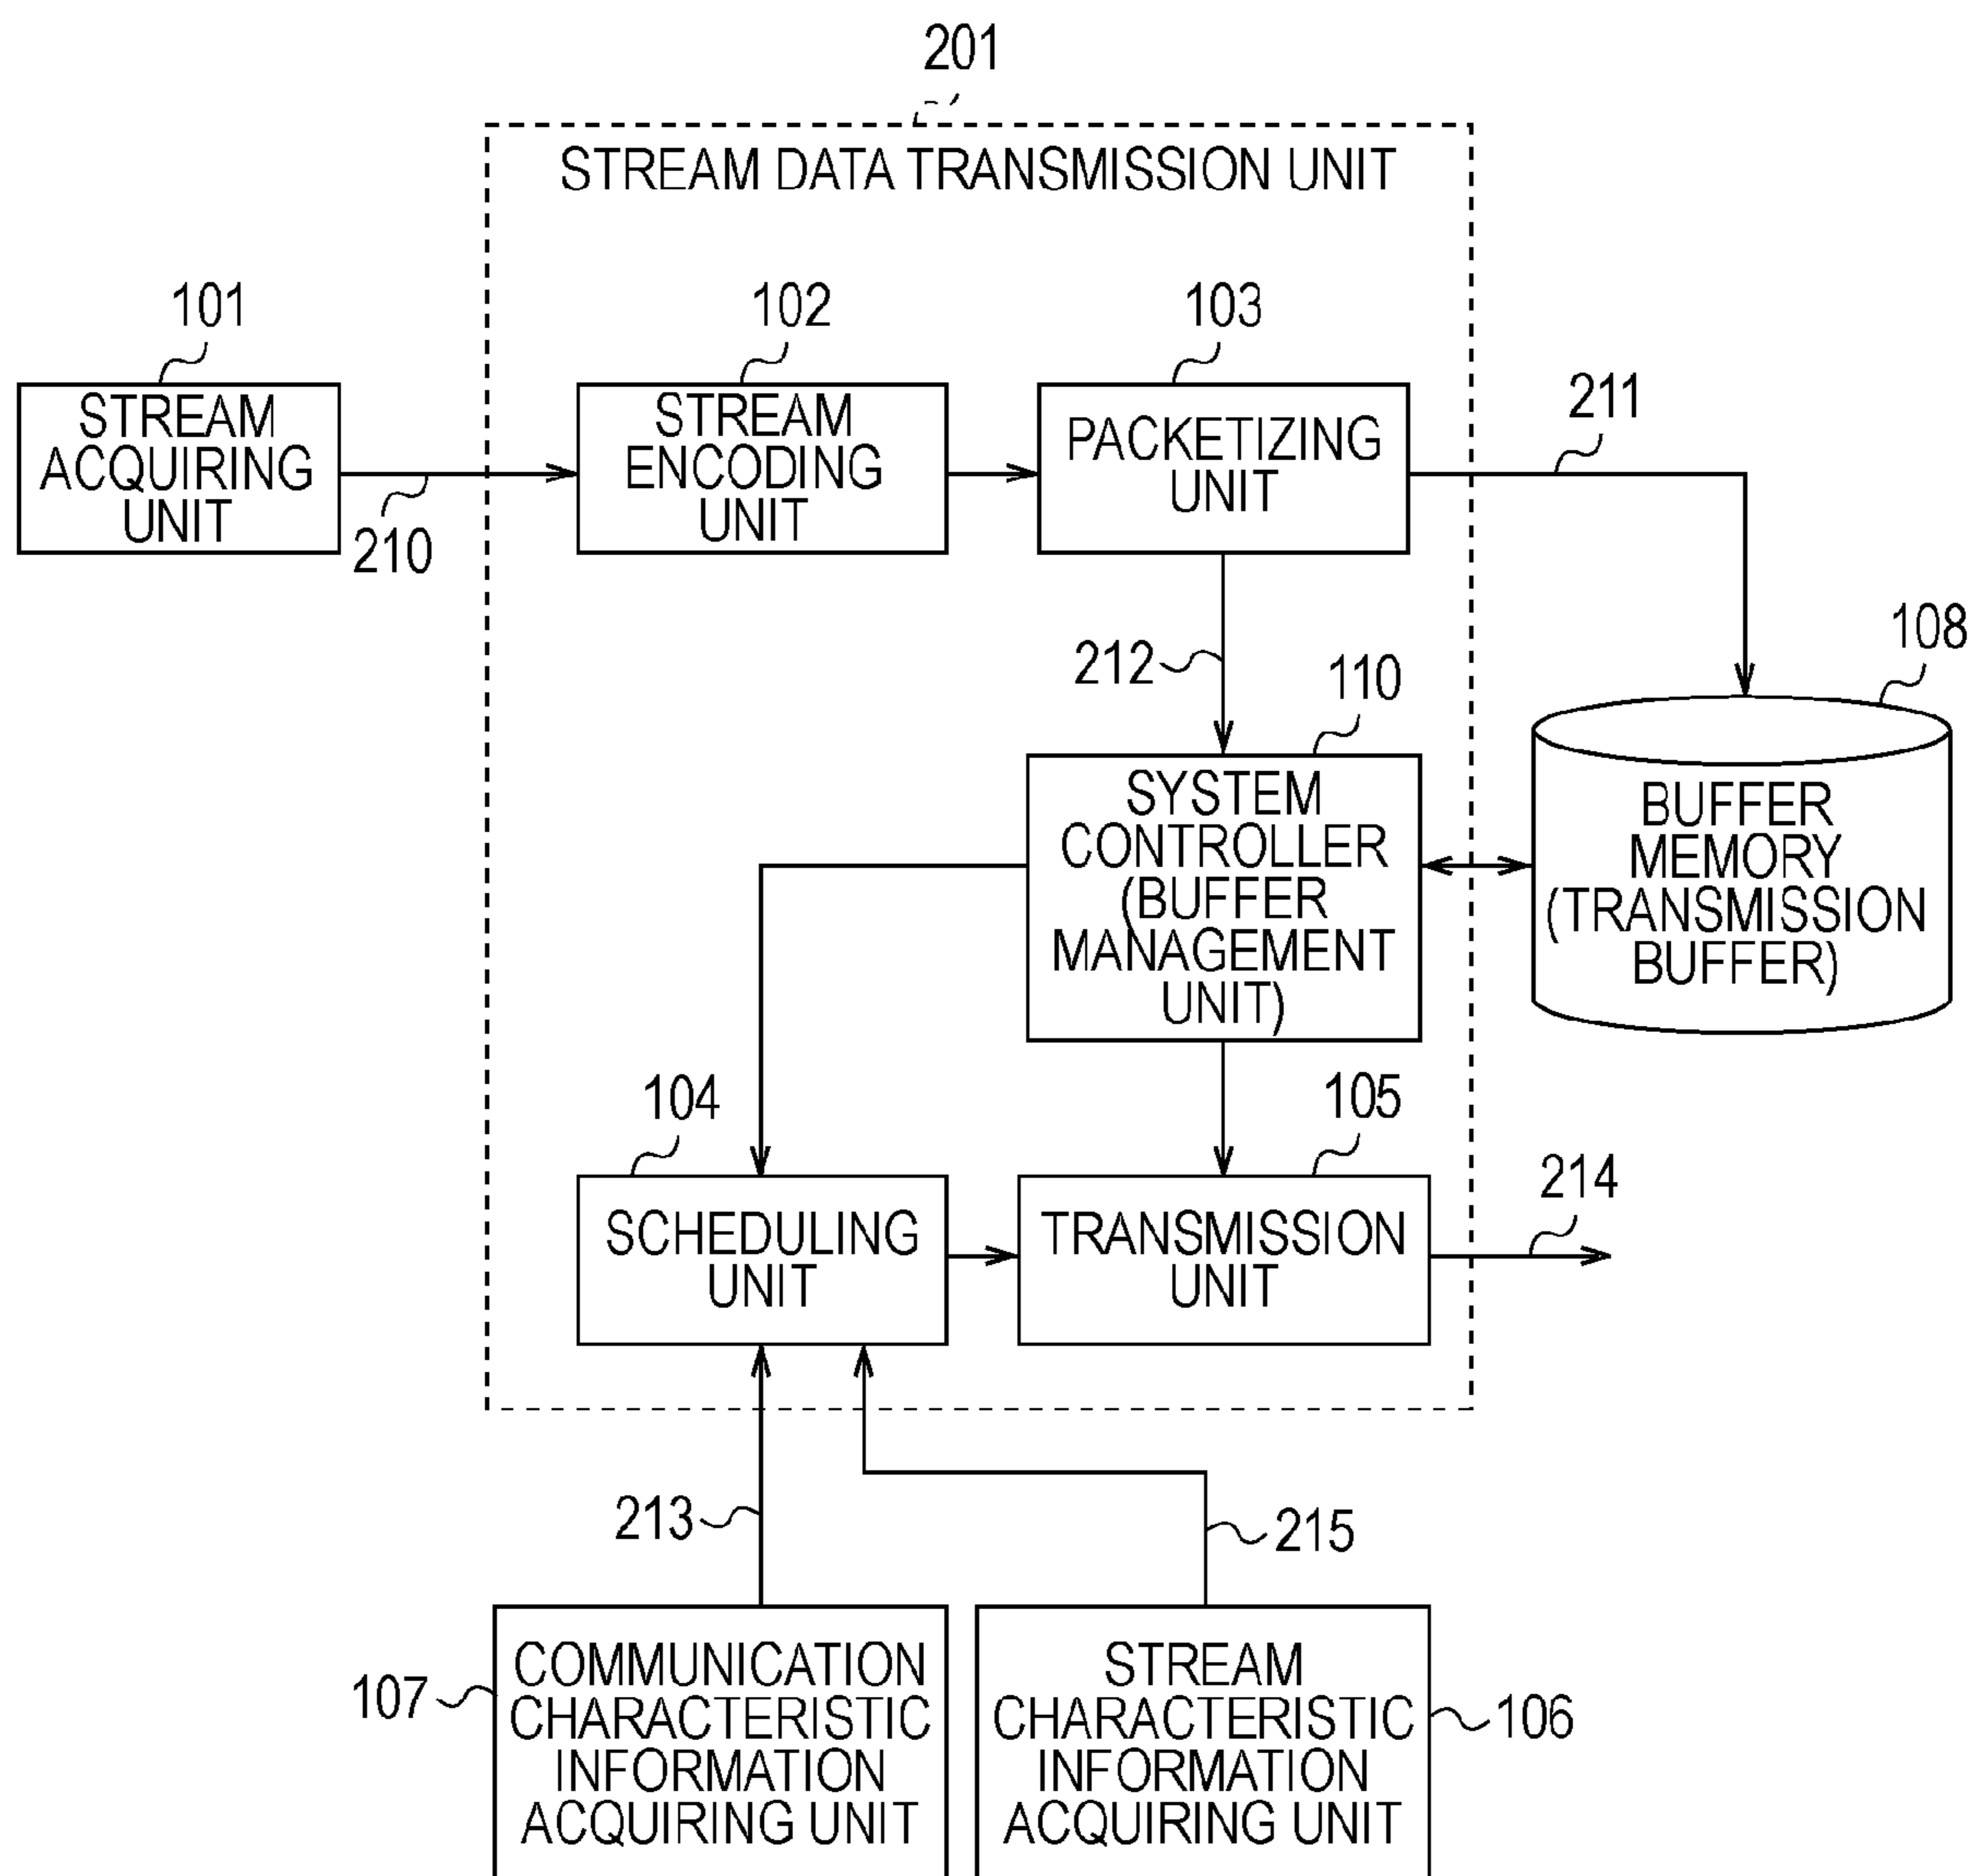 201
STREAM DATA TRANSMISSION UNIT
101
102
103
STREAM
ACQUIRING
UNIT
210
STREAM
ENCODING
UNIT
PACKETIZING
UNIT
211
212
110
108
SYSTEM
CONTROLLER
(BUFFER
MANAGEMENT
UNIT)
BUFFER
MEMORY
(TRANSMISSION
BUFFER)
104
105
SCHEDULING
UNIT
TRANSMISSION
UNIT
214
213
215
107
COMMUNICATION
CHARACTERISTIC
INFORMATION
ACQUIRING UNIT
STREAM
CHARACTERISTIC
INFORMATION
ACQUIRING UNIT
106